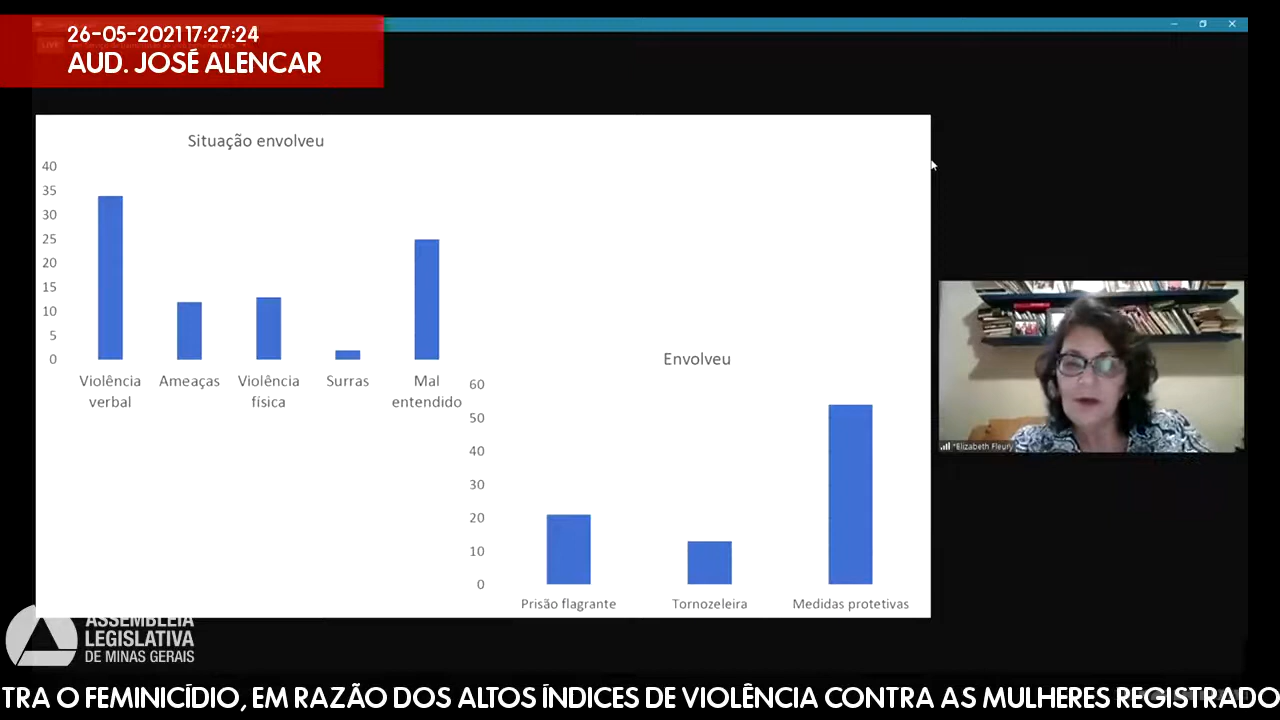 26-05-2021 17:27:24
AUD. JOSÉ ALENCAR
Situação envolveu
40
35
30
25
20
15
10
5
0
Violência verbal
Ameaças
Violência física
Surras
Mal entendido
Envolveu
60
50
40
30
20
10
0
Prisão flagrante
Tornozeleira
Medidas protetivas
*Elizabeth Fleury
ASSEMBLEIA
LEGISLATIVA
DE MINAS GERAIS
TRA O FEMINICÍDIO, EM RAZÃO DOS ALTOS ÍNDICES DE VIOLÊNCIA CONTRA AS MULHERES REGISTRADO